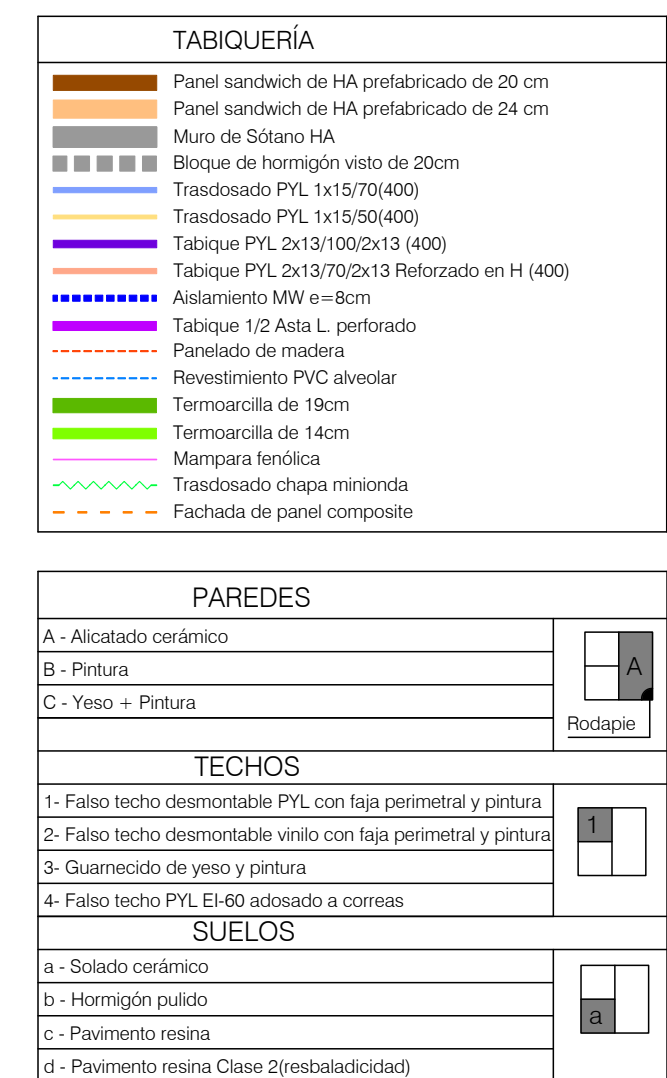 TABIQUERÍA
Panel sandwich de HA prefabricado de 20 cm
Panel sandwich de HA prefabricado de 24 cm
Muro de Sótano HA
Bloque de hormigón visto de 20cm
Trasdosado PYL 1x15/70(400)
Trasdosado PYL 1x15/50(400)
Tabique PYL 2x13/100/2x13 (400)
Tabique PYL 2x13/70/2x13 Reforzado en H (400)
Aislamiento MW e=8cm
Tabique 1/2 Asta L. perforado
Panelado de madera
Revestimiento PVC alveolar
Termoarcilla de 19cm
Termoarcilla de 14cm
Mampara fenólica
Trasdosado chapa minionda
Fachada de panel composite
PAREDES
A - Alicatado cerámico
B - Pintura
C - Yeso + Pintura
A
Rodapie
TECHOS
1- Falso techo desmontable PYL con faja perimetral y pintura
2- Falso techo desmontable vinilo con faja perimetral y pintura
3- Guarnecido de yeso y pintura
4- Falso techo PYL EI-60 adosado a correas
1
SUELOS
a - Solado cerámico
b - Hormigón pulido
c - Pavimento resina
d - Pavimento resina Clase 2(resbaladicidad)
a